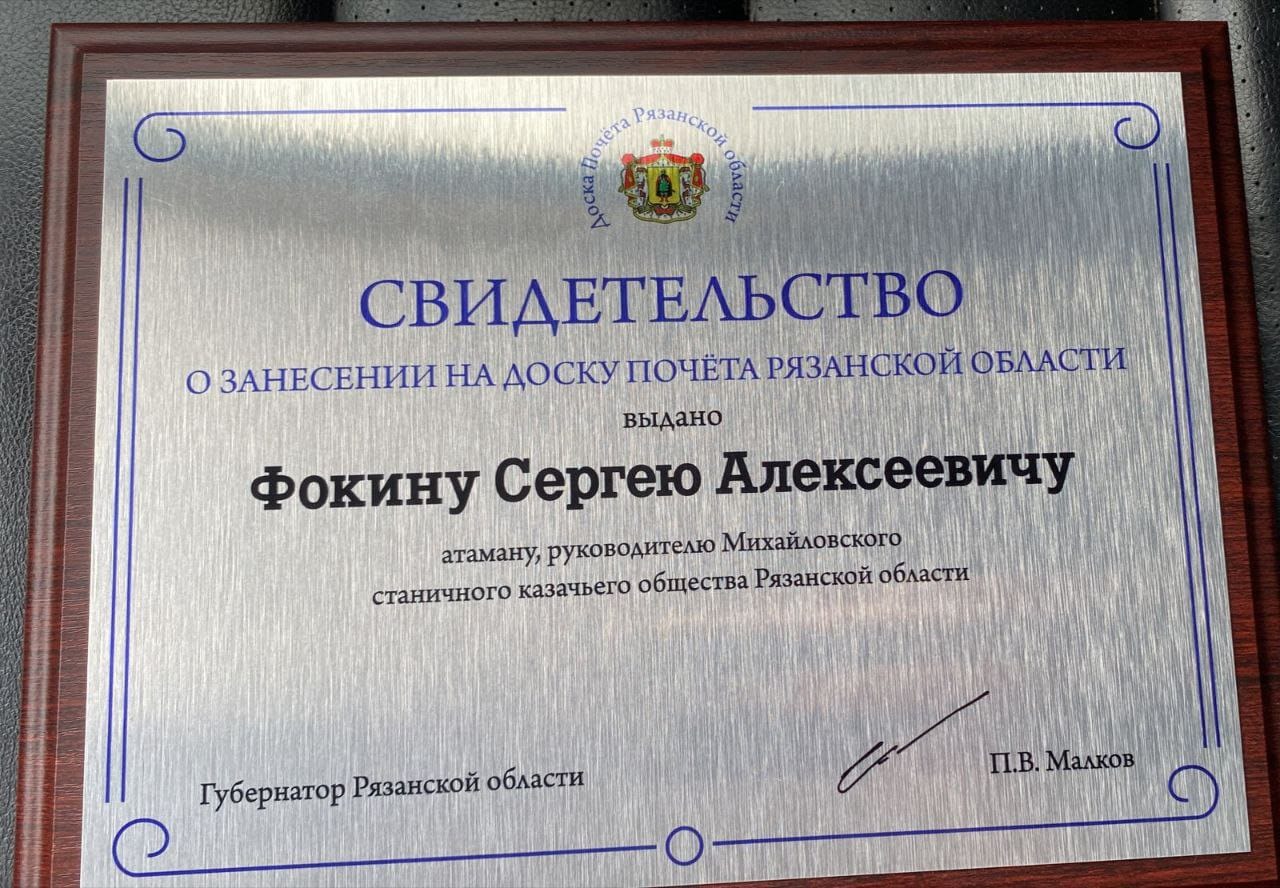 Доска Почёта Рязанской области
СВИДЕТЕЛЬСТВО
О ЗАНЕСЕНИИ НА ДОСКУ ПОЧЁТА РЯЗАНСКОЙ ОБЛАСТИ
выдано
Фокину Сергею Алексеевичу
атаману, руководителю Михайловского
станичного казачьего общества Рязанской области
Губернатор Рязанской области
П.В. Малков